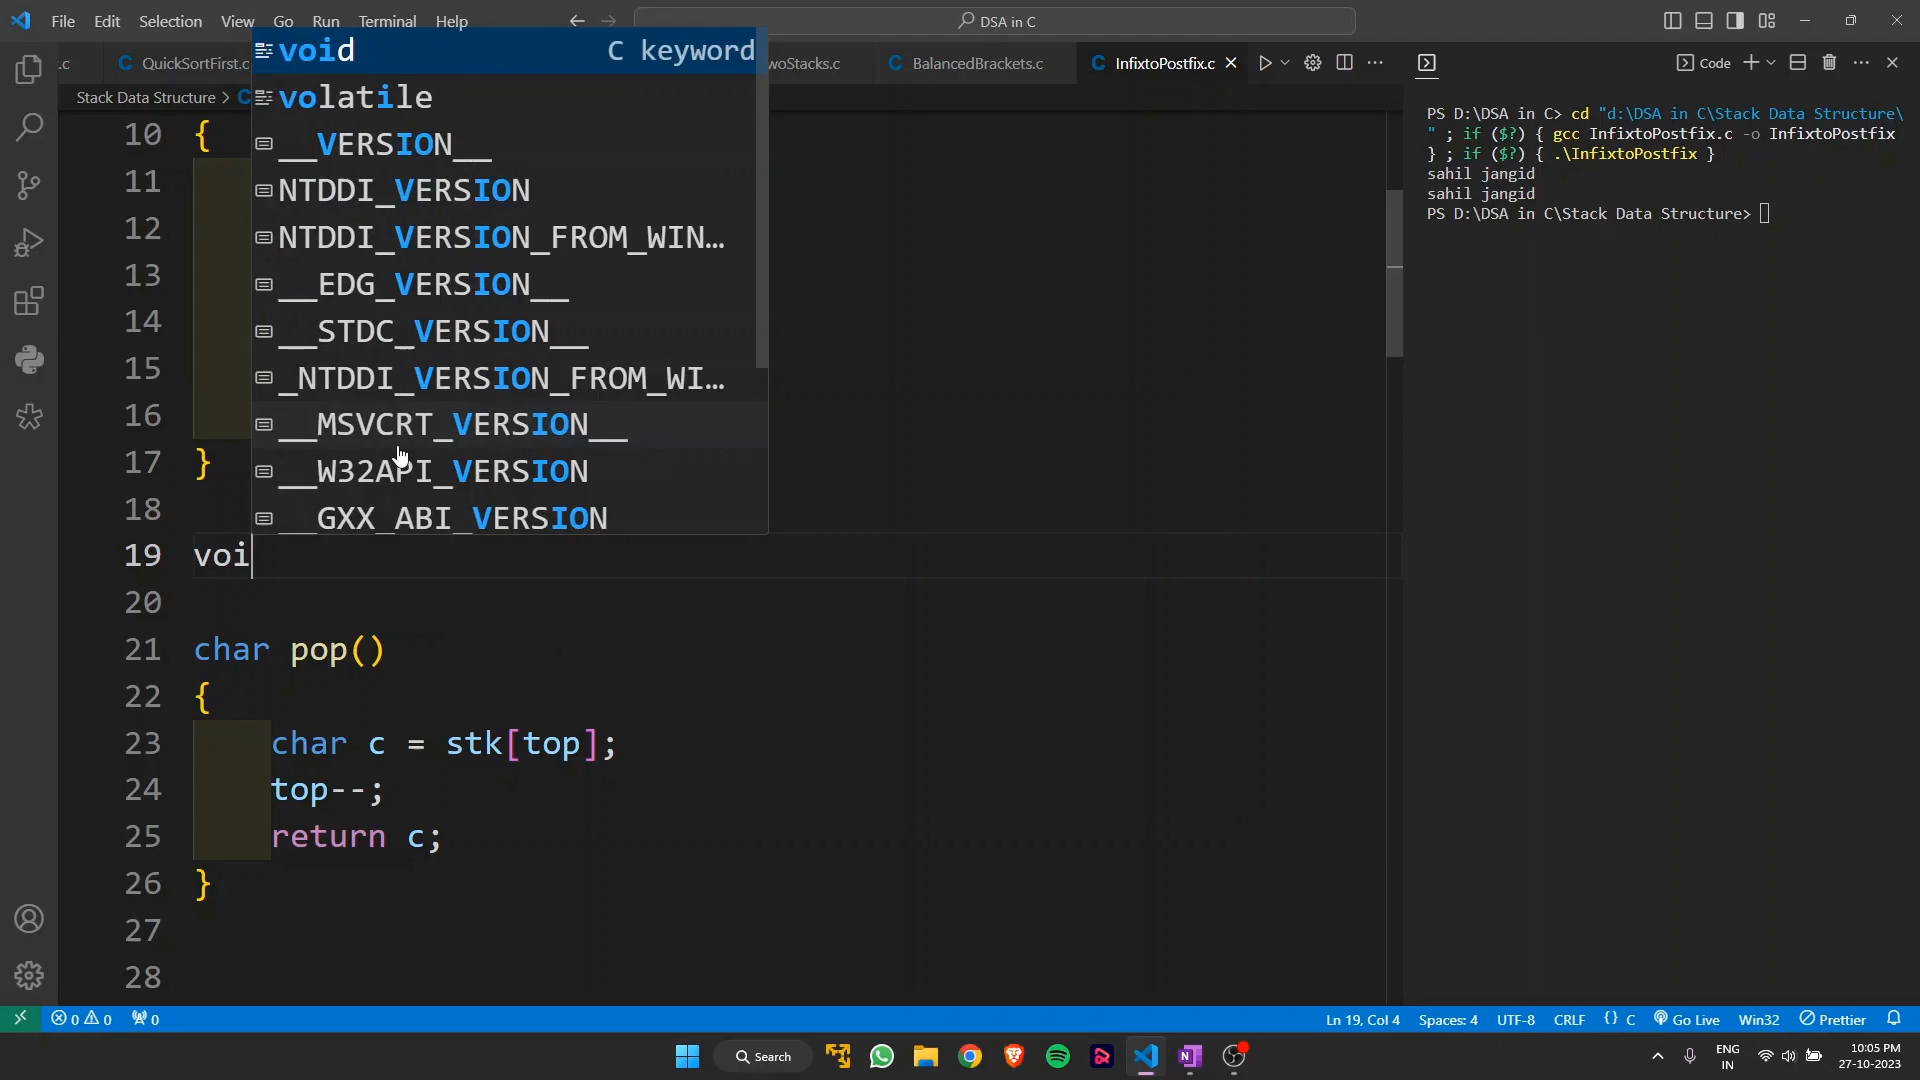 File Edit Selection View Go Run Terminal Help
DSA in C
.c QuickSortFirst.c woStacks.c BalancedBrackets.c InfixtoPostfix.c
Code
Stack Data Structure > C
void C keyword
volatile
__VERSION__
NTDDI_VERSION
NTDDI_VERSION_FROM_WIN…
__EDG_VERSION__
__STDC_VERSION__
_NTDDI_VERSION_FROM_WI…
__MSVCRT_VERSION__
__W32API_VERSION
__GXX_ABI_VERSION
10 {
11
12
13
14
15
16
17 }
18
19 voi
20
21 char pop()
22 {
23 char c = stk[top];
24 top--;
25 return c;
26 }
27
28
PS D:\DSA in C> cd "d:\DSA in C\Stack Data Structure\
" ; if ($?) { gcc InfixtoPostfix.c -o InfixtoPostfix
} ; if ($?) { .\InfixtoPostfix }
sahil jangid
sahil jangid
PS D:\DSA in C\Stack Data Structure>
0 0 0 Ln 19, Col 4 Spaces: 4 UTF-8 CRLF {} C Go Live Win32 Prettier
Search
ENG
IN
10:05 PM
27-10-2023